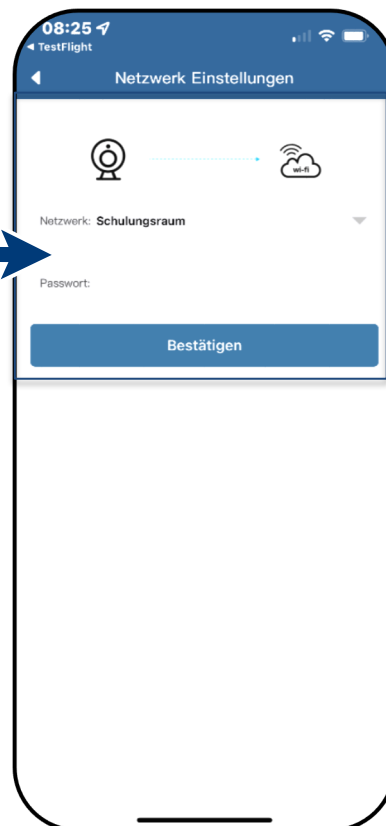 08:25
◀ TestFlight
Netzwerk Einstellungen
wi-fi
Netzwerk: Schulungsraum
Passwort:
Bestätigen